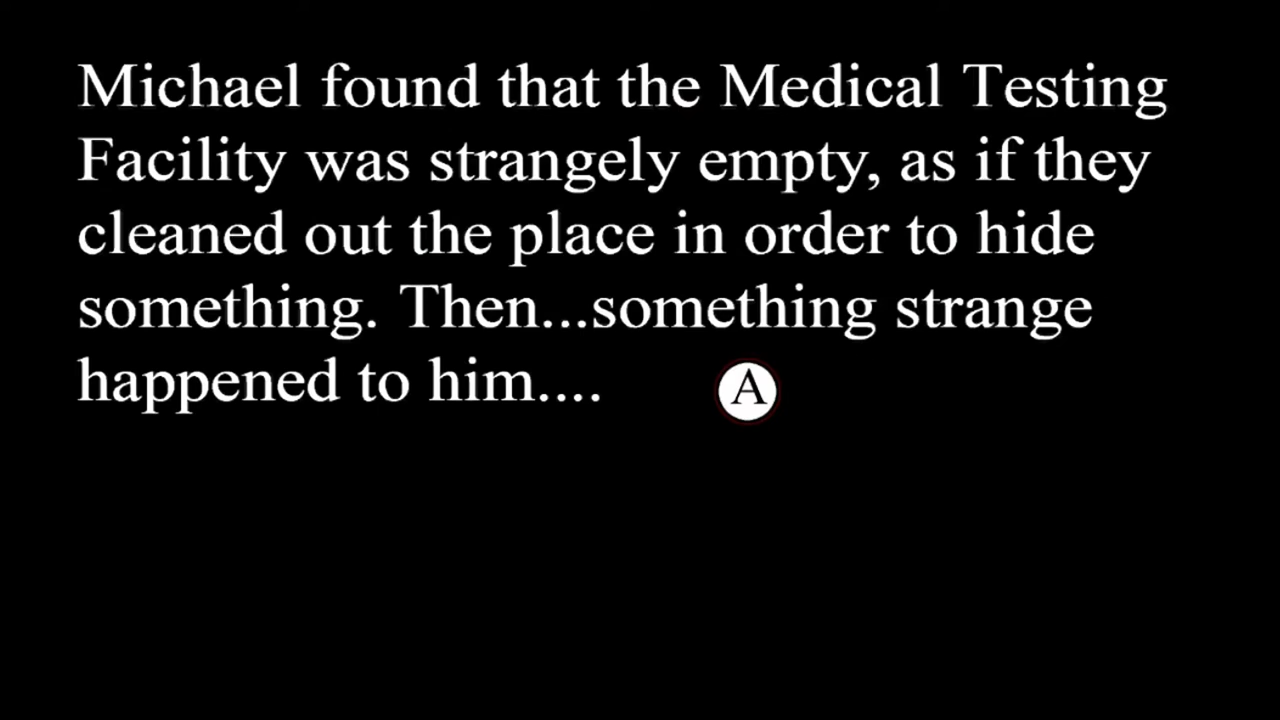 Michael found that the Medical Testing
Facility was strangely empty, as if they
cleaned out the place in order to hide
something. Then...something strange
happened to him.... A